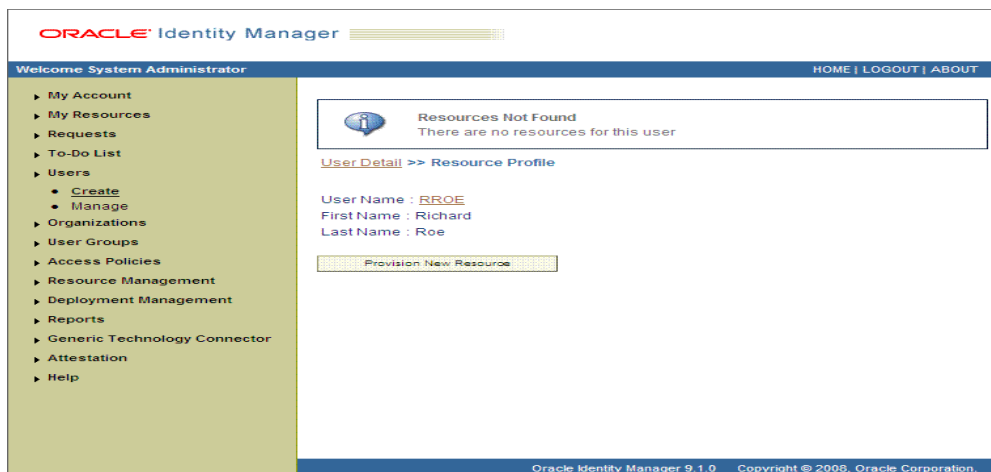 ORACLE Identity Manager
Welcome System Administrator
HOME | LOGOUT | ABOUT
My Account
My Resources
Requests
To-Do List
Users
Create
Manage
Organizations
User Groups
Access Policies
Resource Management
Deployment Management
Reports
Generic Technology Connector
Attestation
Help
Resources Not Found
There are no resources for this user
User Detail >> Resource Profile
User Name : RROE
First Name : Richard
Last Name : Roe
Provision New Resource
Oracle Identity Manager 9.1.0 Copyright © 2008, Oracle Corporation.